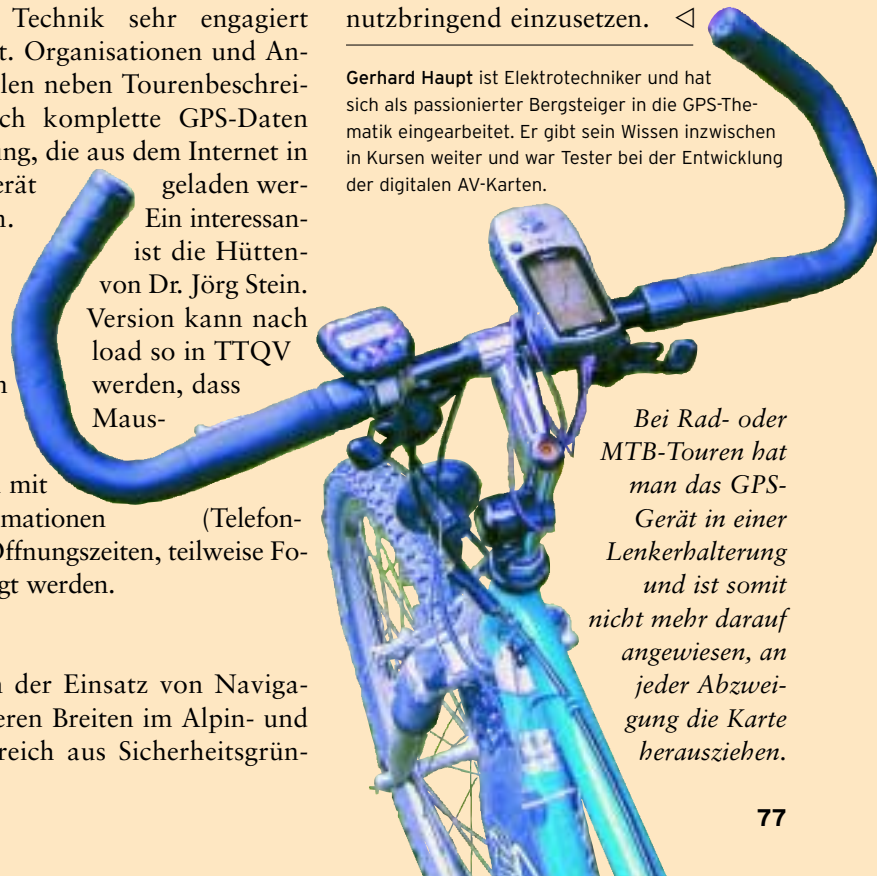 Technik sehr engagiert
t. Organisationen und An-
len neben Tourenbeschrei-
ch komplette GPS-Daten
ng, die aus dem Internet in
erät geladen wer-
n.
Ein interessan-
ist die Hütten-
von Dr. Jörg Stein.
Version kann nach
load so in TTQV
n werden, dass
Maus-
mit
mationen (Telefon-
Öffnungszeiten, teilweise Fo-
gt werden.
n der Einsatz von Naviga-
eren Breiten im Alpin- und
reich aus Sicherheitsgrün-
nutzbringend einzusetzen. ◁
Gerhard Haupt ist Elektrotechniker und hat
sich als passionierter Bergsteiger in die GPS-The-
matik eingearbeitet. Er gibt sein Wissen inzwischen
in Kursen weiter und war Tester bei der Entwicklung
der digitalen AV-Karten.
Bei Rad- oder
MTB-Touren hat
man das GPS-
Gerät in einer
Lenkerhalterung
und ist somit
nicht mehr darauf
angewiesen, an
jeder Abzwei-
gung die Karte
herausziehen.
77